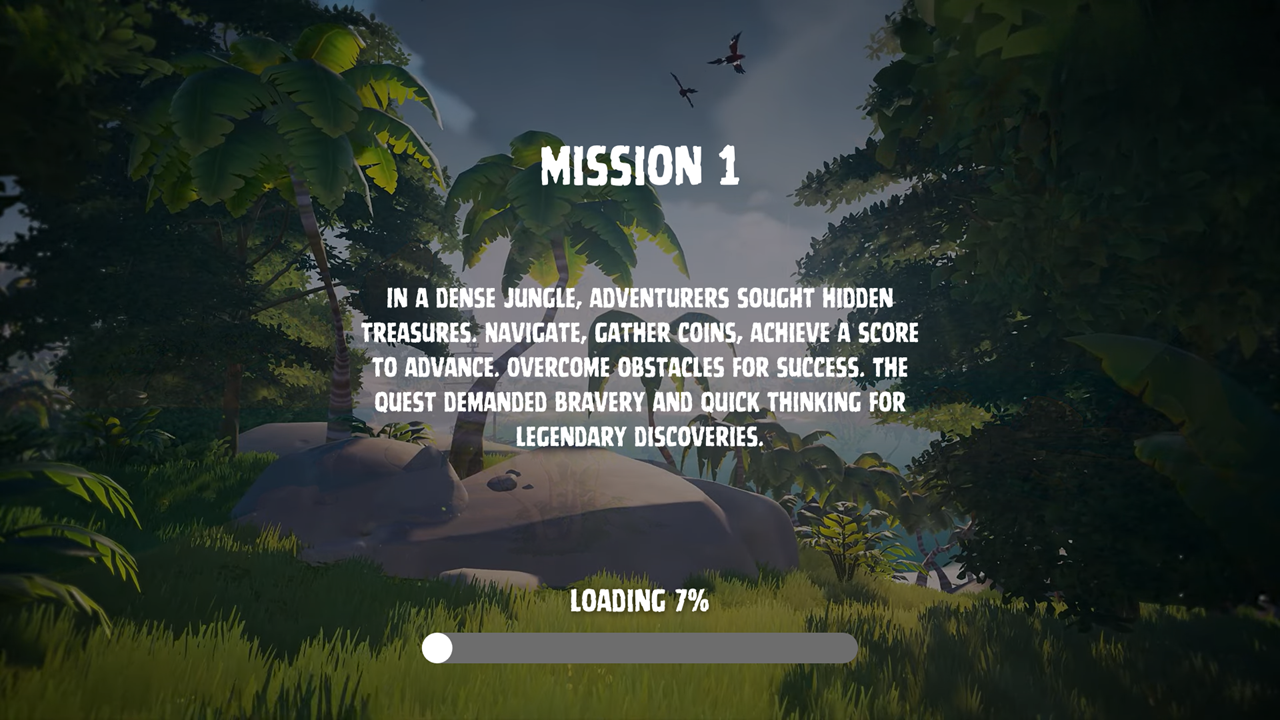 MISSION 1
IN A DENSE JUNGLE, ADVENTURERS SOUGHT HIDDEN
TREASURES. NAVIGATE, GATHER COINS, ACHIEVE A SCORE
TO ADVANCE. OVERCOME OBSTACLES FOR SUCCESS. THE
QUEST DEMANDED BRAVERY AND QUICK THINKING FOR
LEGENDARY DISCOVERIES.
LOADING 7%